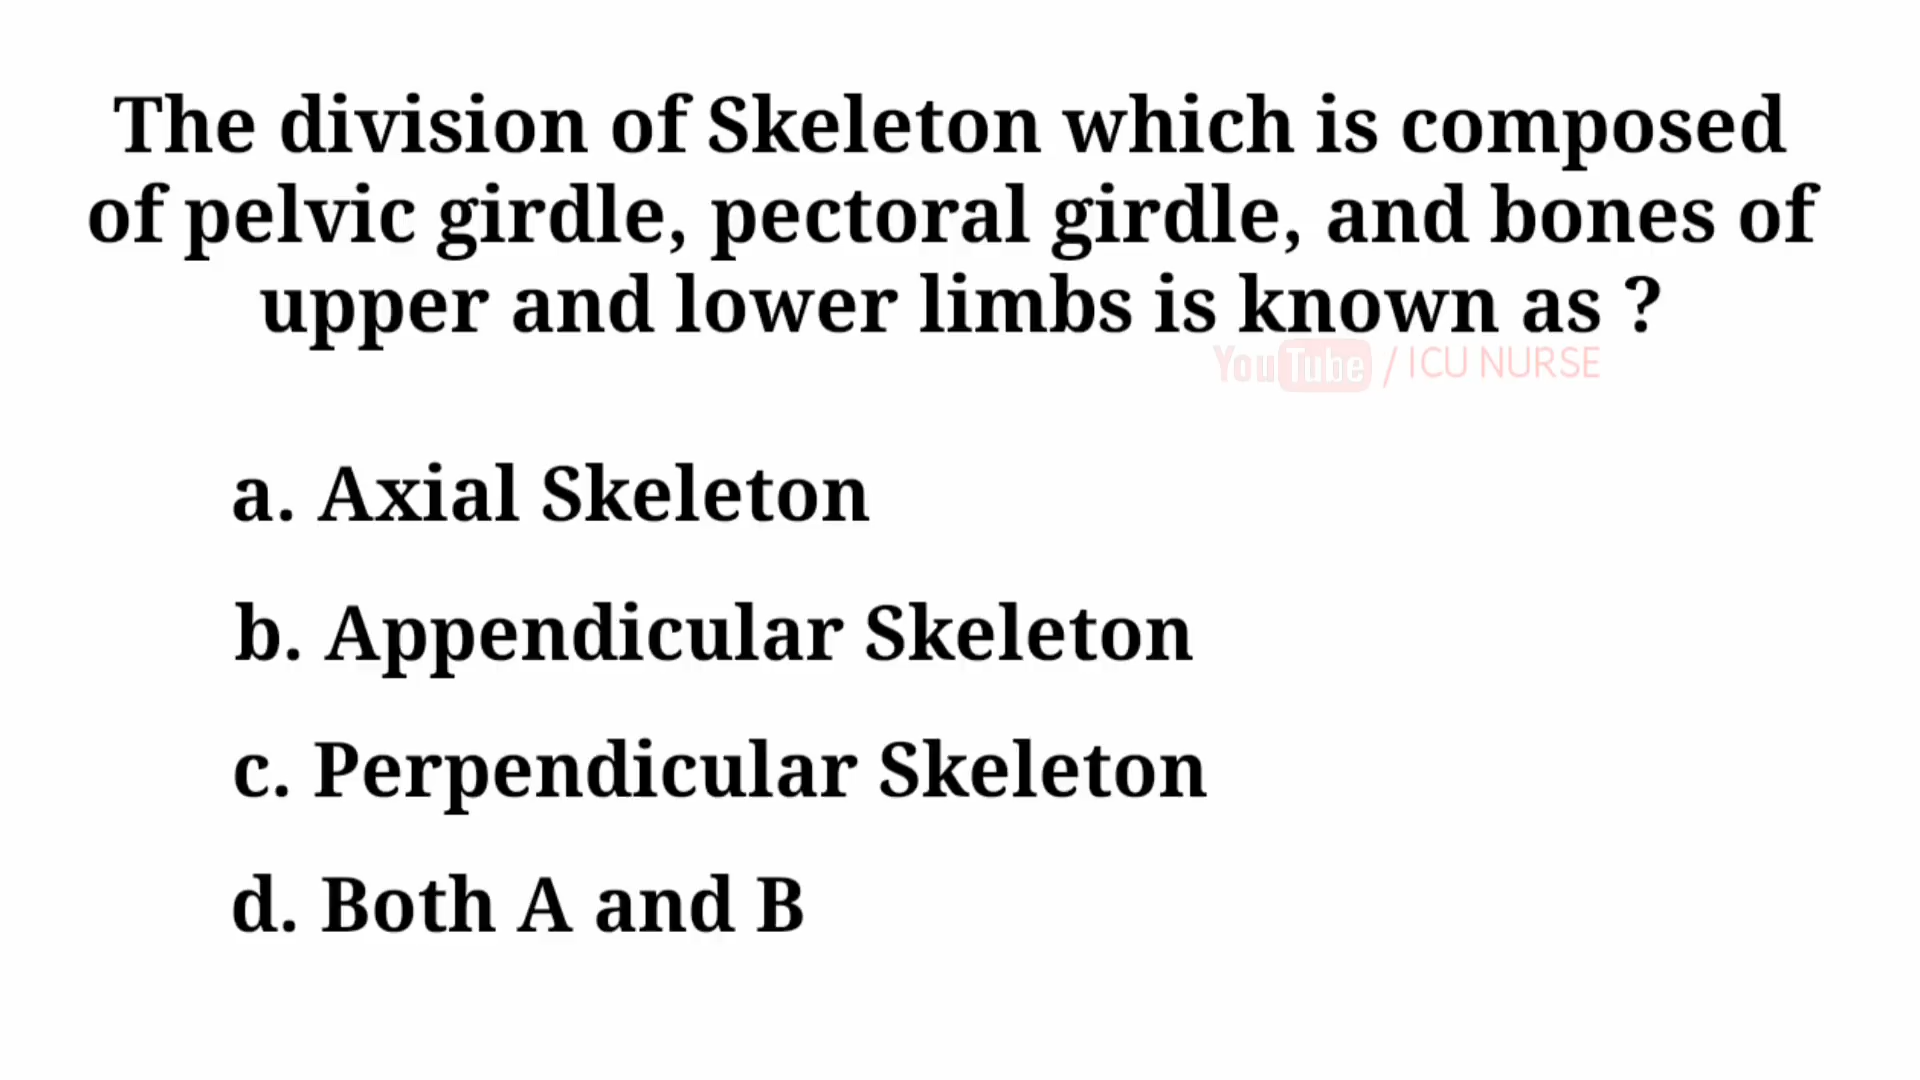 The division of Skeleton which is composed
of pelvic girdle, pectoral girdle, and bones of
upper and lower limbs is known as ?
YouTube / ICU NURSE
a. Axial Skeleton
b. Appendicular Skeleton
c. Perpendicular Skeleton
d. Both A and B